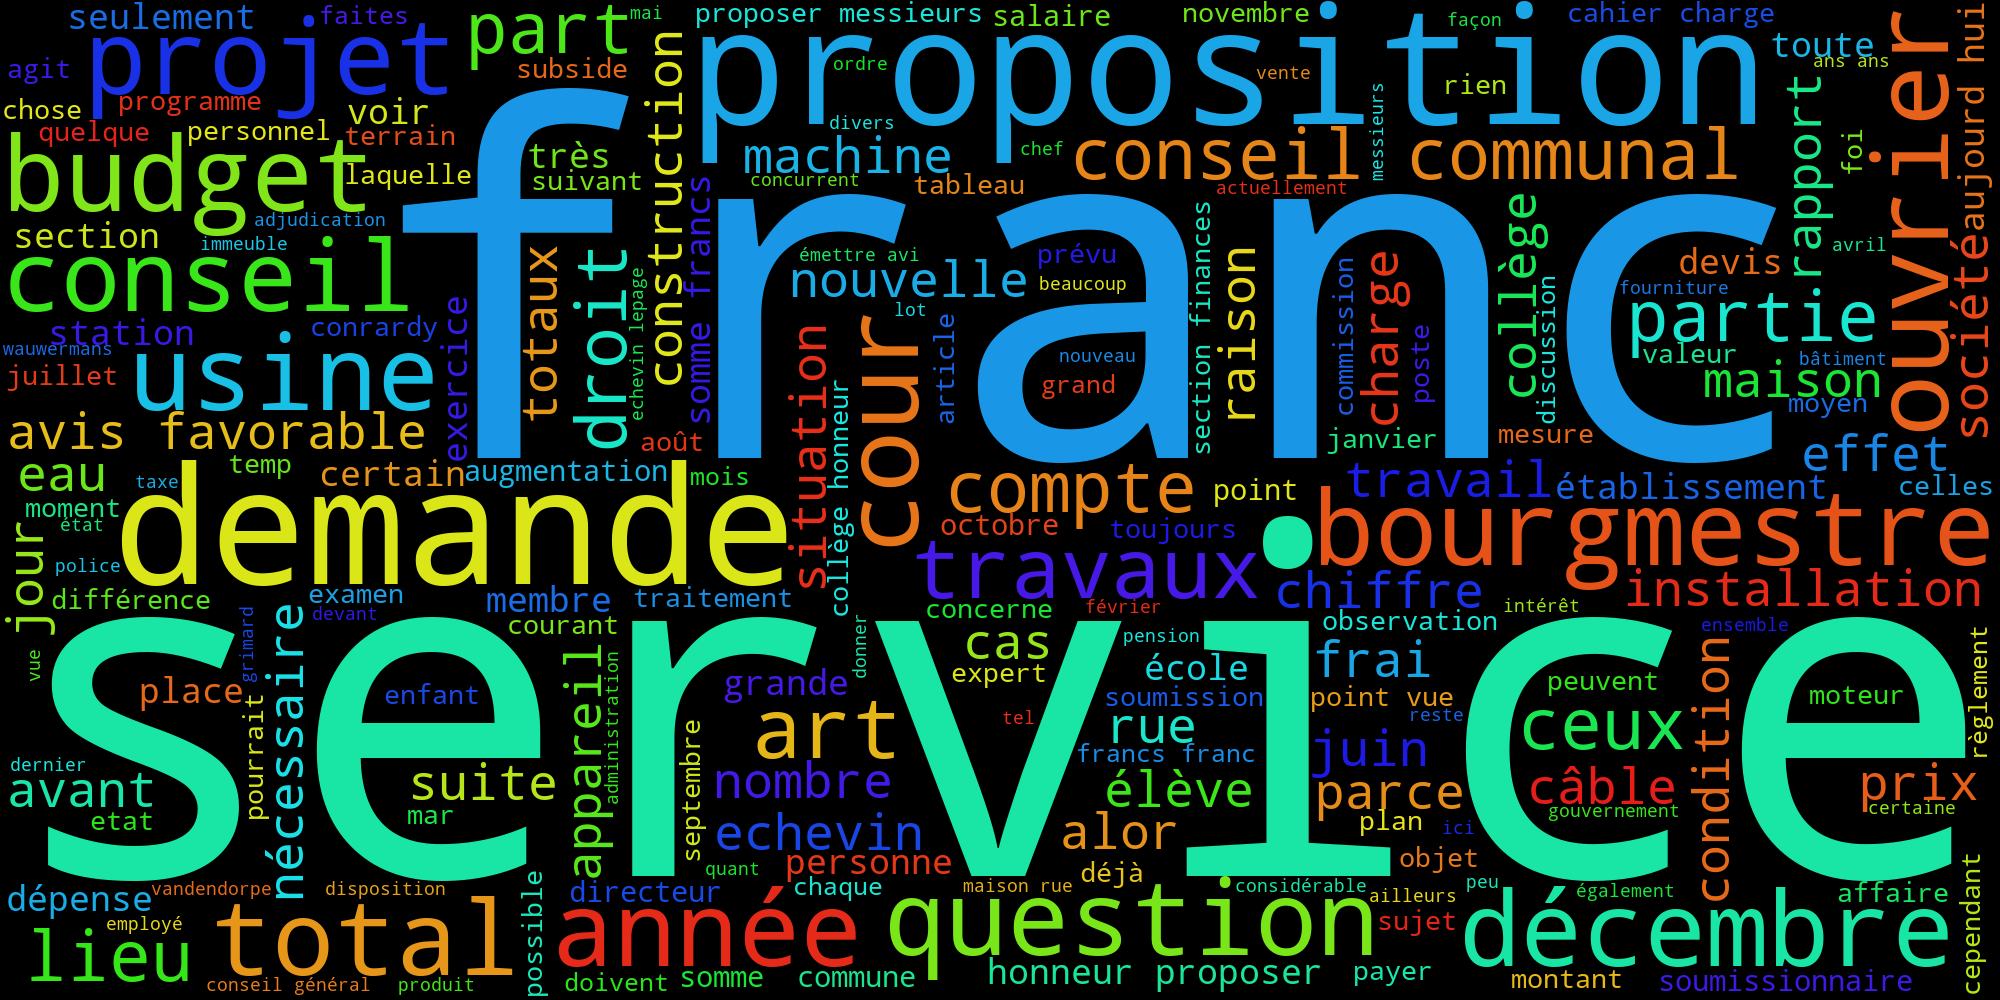 seulement
faites
part
mai
proposer messieurs
salaire
novembre
façon
cahier charge
projet
proposition
toute
aujourd hui
agit
subside
ordre
vente
rien
ans ans
chose
programme
voir
construction
divers
messieurs
rapport
ouvrier
quelque
personnel
terrain
très
machine
chef
conseil communal
foi
budget
laquelle
suivant
concurrent
tableau
actuellement
adjudication
franc
section
immeuble
totaux
droit
somme francs
émettre avi
prévu
section finances
raison
collège
avril
société
conseil
nouvelle
beaucoup
commission
charge
devis
fourniture
station
conrardy
exercice
echevin lepage
lot
article
nouveau
poste
discussion
partie
wauwermans
usine
situation
cour
valeur
bâtiment
juillet
grand
maison
moyen
avis favorable
août
collège honneur
janvier
mesure
effet
eau
temp
certain
augmentation
mois
compte
point
travail
établissement
celles
taxe
demande
moment
état
octobre
toujours
bourgmestre
jour
police
travaux
différence
examen
membre
traitement
chiffre
installation
devant
concerne
février
intérêt
grimard
nécessaire
courant
donner
cas
pension
observation
ensemble
règlement
vue
service
appareil
administration
expert
école
frai
condition
place
enfant
grande
soumission
point vue
peuvent
moteur
pourrait
septembre
art
tel
rue
reste
ceux
dernier
francs franc
juin
avant
suite
nombre
élève
parce
câble
prix
etat
mar
echevin
alor
plan
ici
gouvernement
certaine
quant
personne
déjà
objet
cependant
dépense
vandendorpe
disposition
possible
directeur
chaque
maison rue
considérable
ailleurs
peu
également
affaire
employé
total
année
question
sujet
décembre
lieu
conseil général
produit
doivent
somme
commune
honneur proposer
payer
montant
soumissionnaire